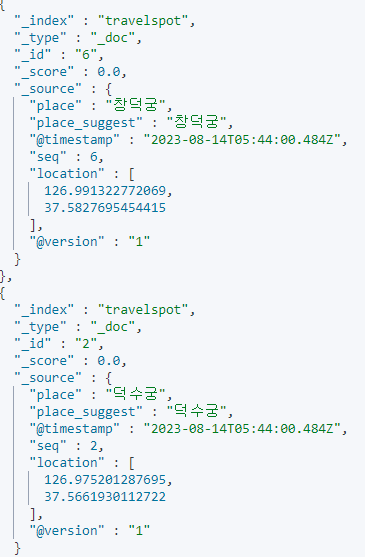 {
"_index" : "travelspot",
"_type" : "_doc",
"_id" : "6",
"_score" : 0.0,
"_source" : {
"place" : "창덕궁",
"place_suggest" : "창덕궁",
"@timestamp" : "2023-08-14T05:44:00.484Z",
"seq" : 6,
"location" : [
126.991322772069,
37.5827695454415
],
"@version" : "1"
}
},
{
"_index" : "travelspot",
"_type" : "_doc",
"_id" : "2",
"_score" : 0.0,
"_source" : {
"place" : "덕수궁",
"place_suggest" : "덕수궁",
"@timestamp" : "2023-08-14T05:44:00.484Z",
"seq" : 2,
"location" : [
126.975201287695,
37.5661930112722
],
"@version" : "1"
}